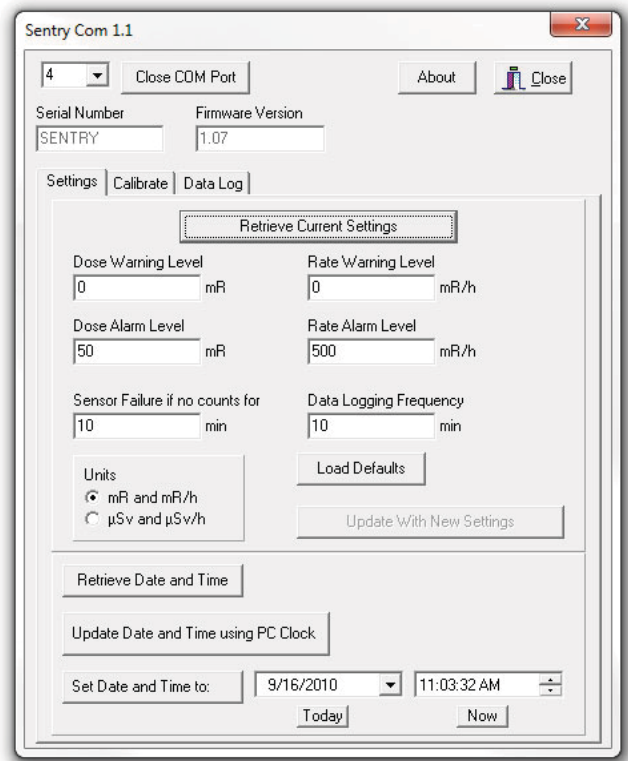 Sentry Com 1.1
4 Close COM Port About Close
Serial Number Firmware Version
SENTRY 1.07
Settings Calibrate Data Log
Retrieve Current Settings
Dose Warning Level Rate Warning Level
0 mR 0 mR/h
Dose Alarm Level Rate Alarm Level
50 mR 500 mR/h
Sensor Failure if no counts for Data Logging Frequency
10 min 10 min
Units Load Defaults
mR and mR/h
µSv and µSv/h Update With New Settings
Retrieve Date and Time
Update Date and Time using PC Clock
Set Date and Time to: 9/16/2010 11:03:32 AM
Today Now